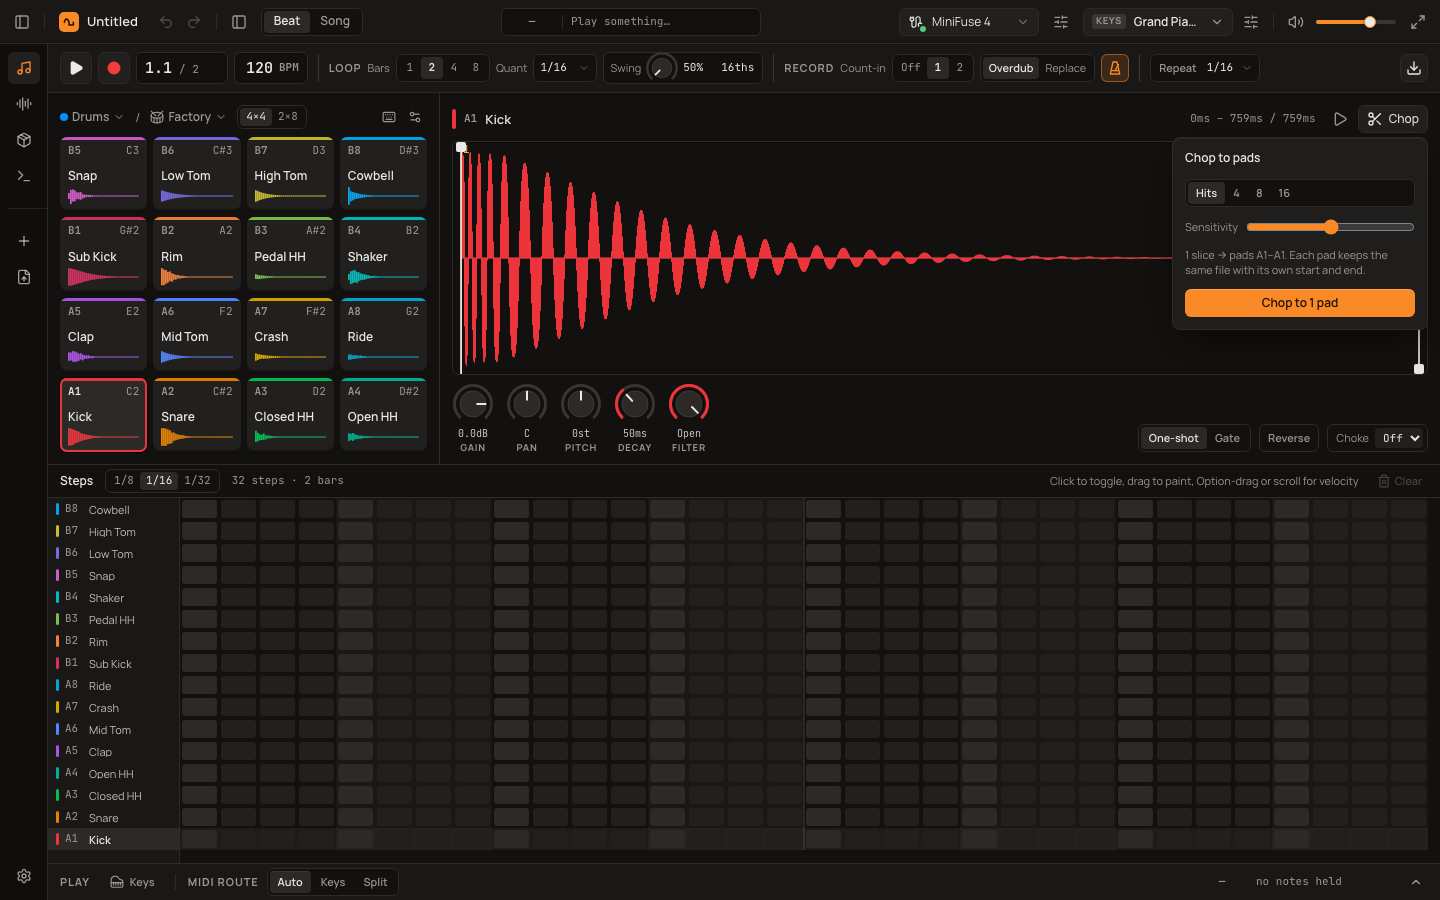 Untitled
Beat Song
– Play something…
MiniFuse 4
KEYS Grand Pia...
1.1 / 2
120 BPM
LOOP Bars 1 2 4 8 Quant 1/16
Swing 50% 16ths
RECORD Count-in Off 1 2
Overdub Replace
Repeat 1/16
Drums / Factory 4×4 2×8
B5 C3 Snap
B6 C#3 Low Tom
B7 D3 High Tom
B8 D#3 Cowbell
B1 G#2 Sub Kick
B2 A2 Rim
B3 A#2 Pedal HH
B4 B2 Shaker
A5 E2 Clap
A6 F2 Mid Tom
A7 F#2 Crash
A8 G2 Ride
A1 C2 Kick
A2 C#2 Snare
A3 D2 Closed HH
A4 D#2 Open HH
A1 Kick
0ms – 759ms / 759ms
Chop
Chop to pads
Hits 4 8 16
Sensitivity
1 slice → pads A1–A1. Each pad keeps the
same file with its own start and end.
Chop to 1 pad
0.0dB C 0st 50ms Open
GAIN PAN PITCH DECAY FILTER
One-shot Gate Reverse Choke Off
Steps 1/8 1/16 1/32 32 steps · 2 bars
Click to toggle, drag to paint, Option-drag or scroll for velocity
Clear
B8 Cowbell
B7 High Tom
B6 Low Tom
B5 Snap
B4 Shaker
B3 Pedal HH
B2 Rim
B1 Sub Kick
A8 Ride
A7 Crash
A6 Mid Tom
A5 Clap
A4 Open HH
A3 Closed HH
A2 Snare
A1 Kick
PLAY Keys MIDI ROUTE Auto Keys Split
– no notes held